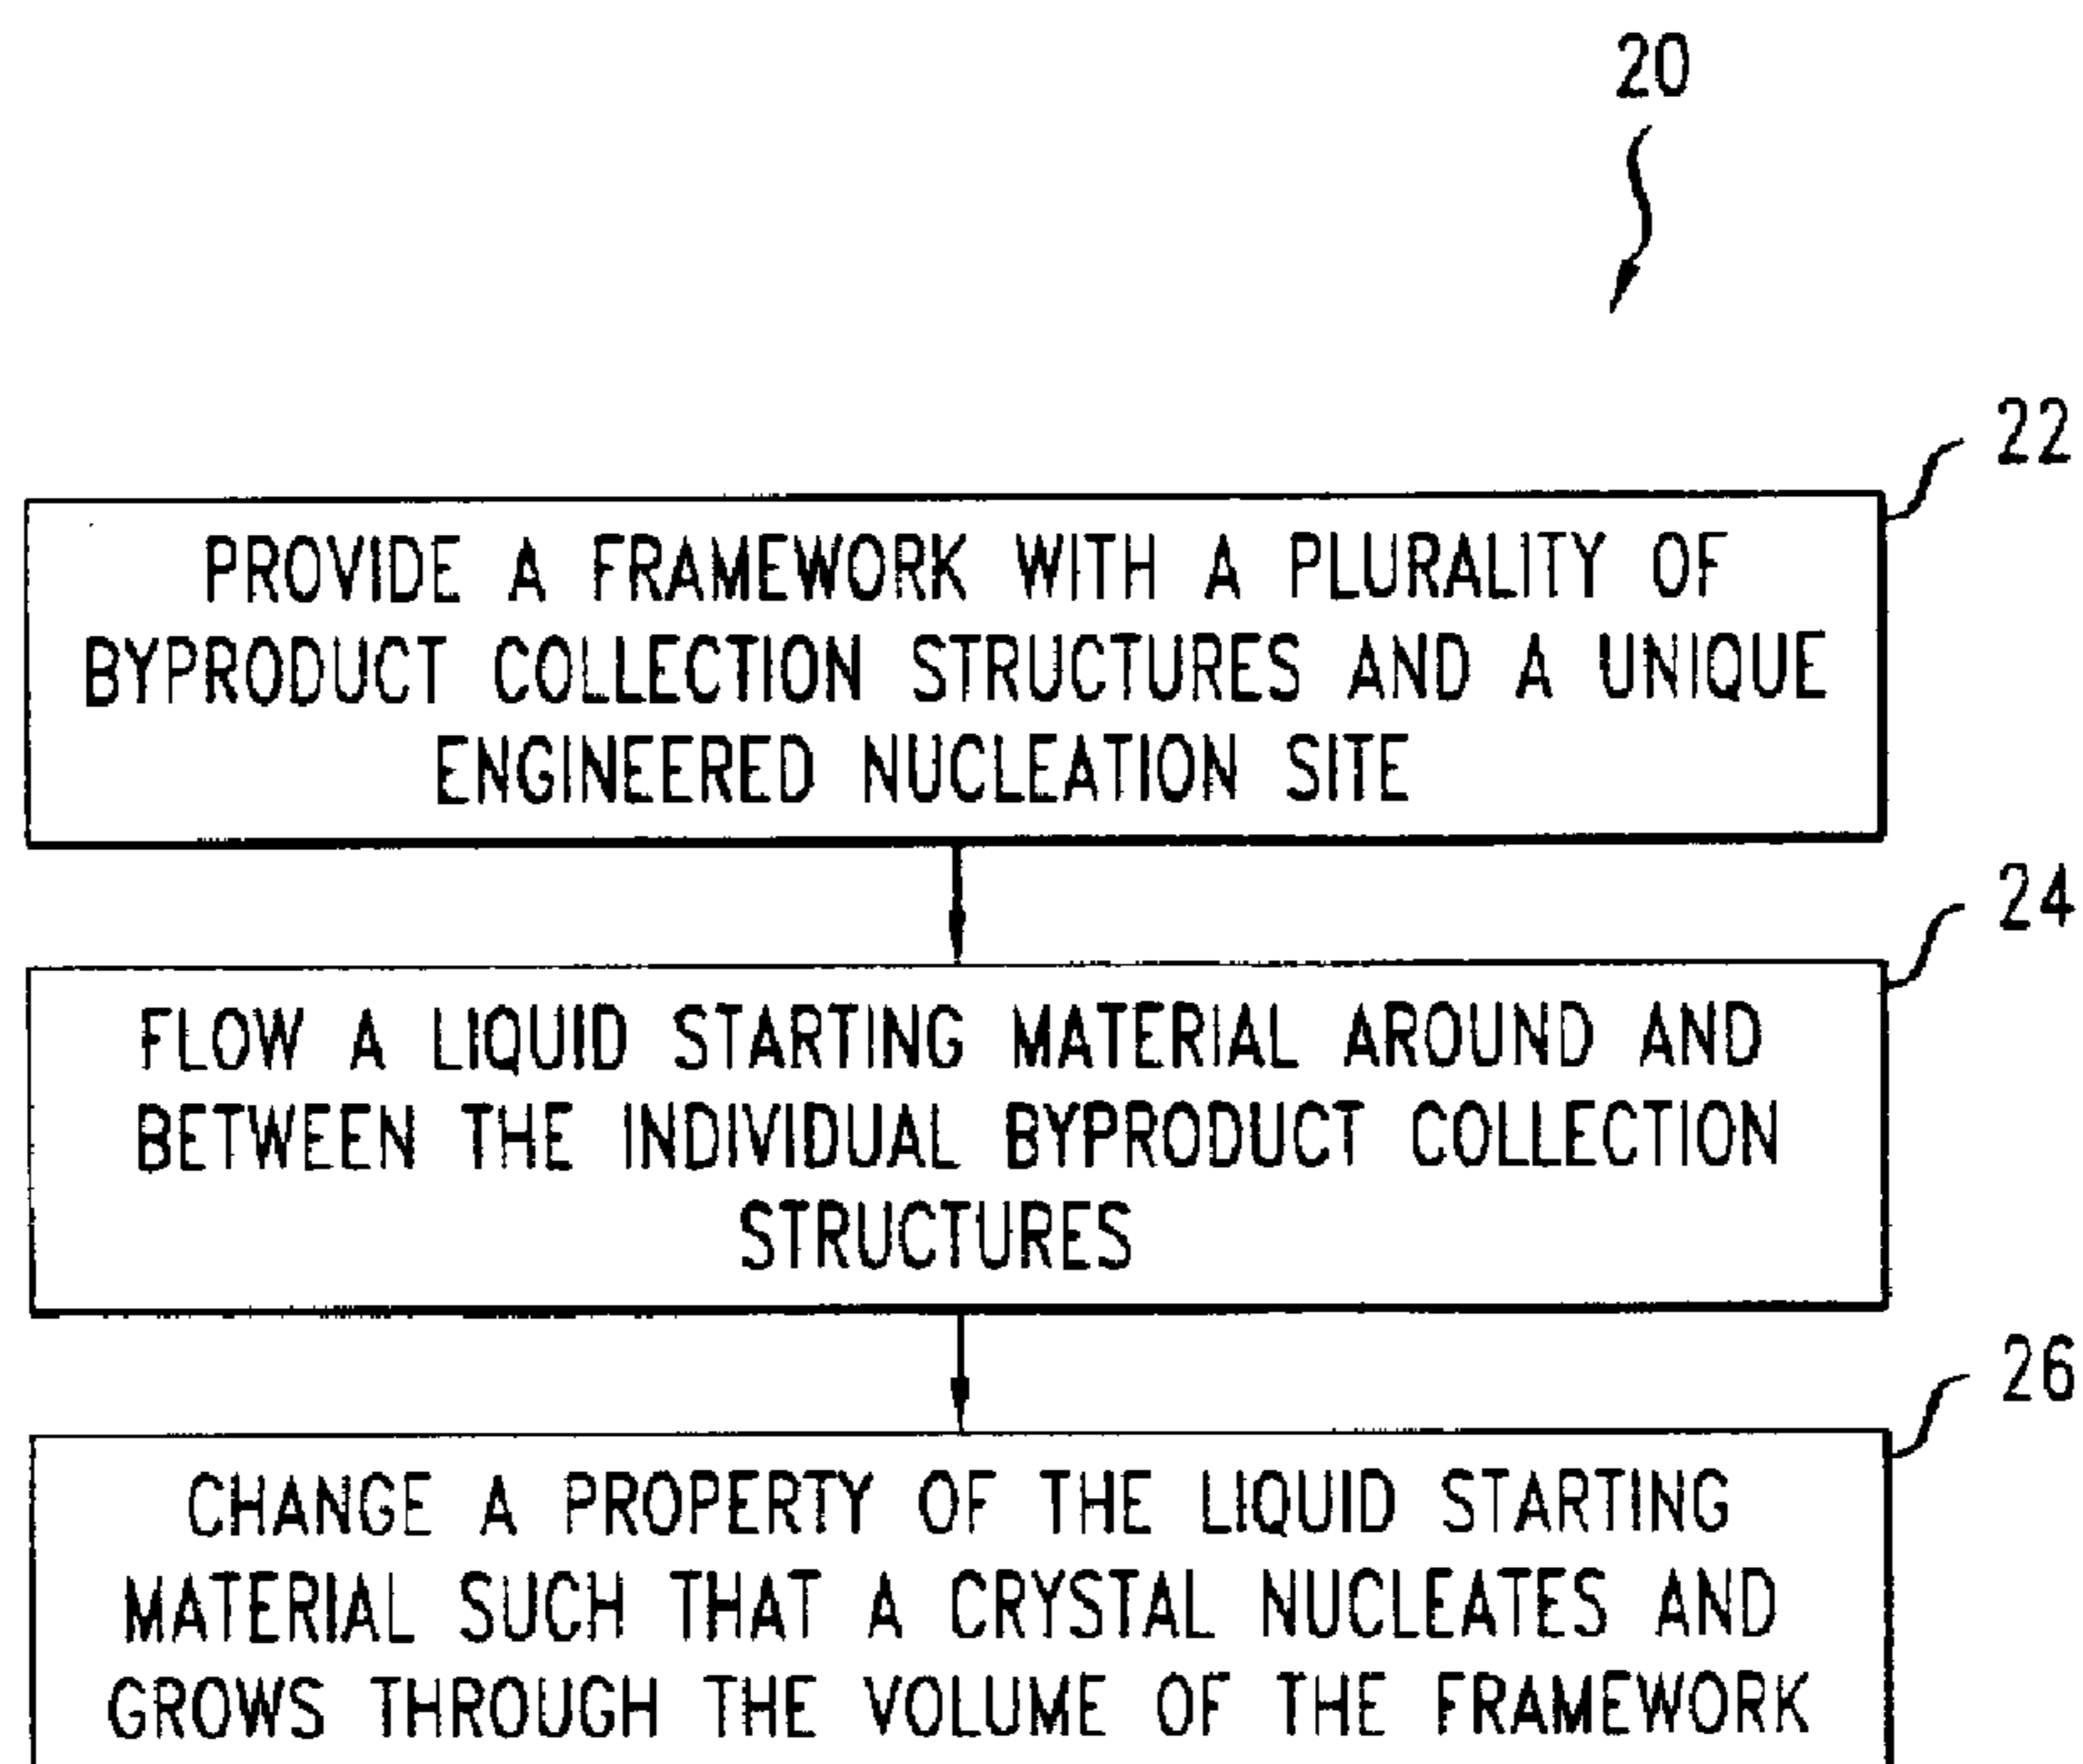 20
22
PROVIDE A FRAMEWORK WITH A PLURALITY OF
BYPRODUCT COLLECTION STRUCTURES AND A UNIQUE
ENGINEERED NUCLEATION SITE
24
FLOW A LIQUID STARTING MATERIAL AROUND AND
BETWEEN THE INDIVIDUAL BYPRODUCT COLLECTION
STRUCTURES
26
CHANGE A PROPERTY OF THE LIQUID STARTING
MATERIAL SUCH THAT A CRYSTAL NUCLEATES AND
GROWS THROUGH THE VOLUME OF THE FRAMEWORK